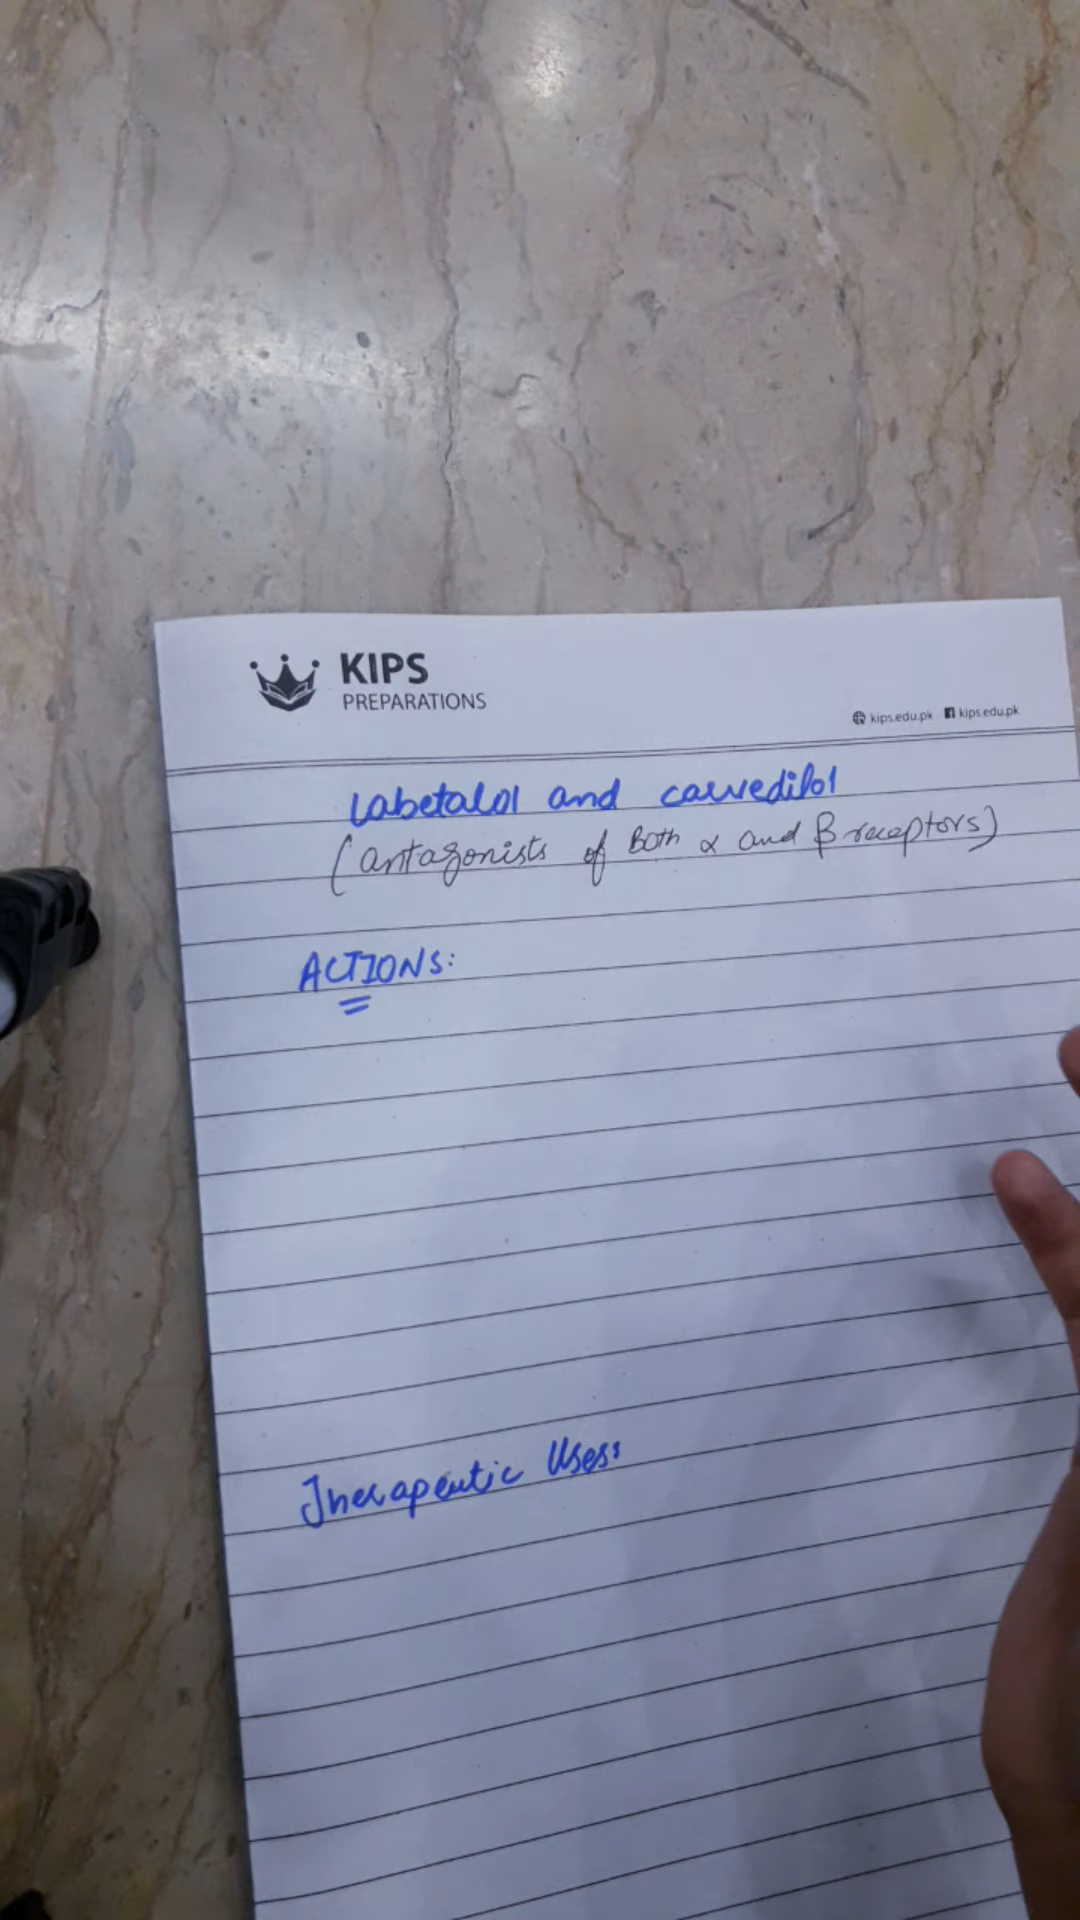 KIPS
PREPARATIONS
kips.edu.pk kips.edu.pk
Labetalol and carvedilol
(antagonists of Both α and β receptors)
ACTIONS:
Therapeutic Uses: